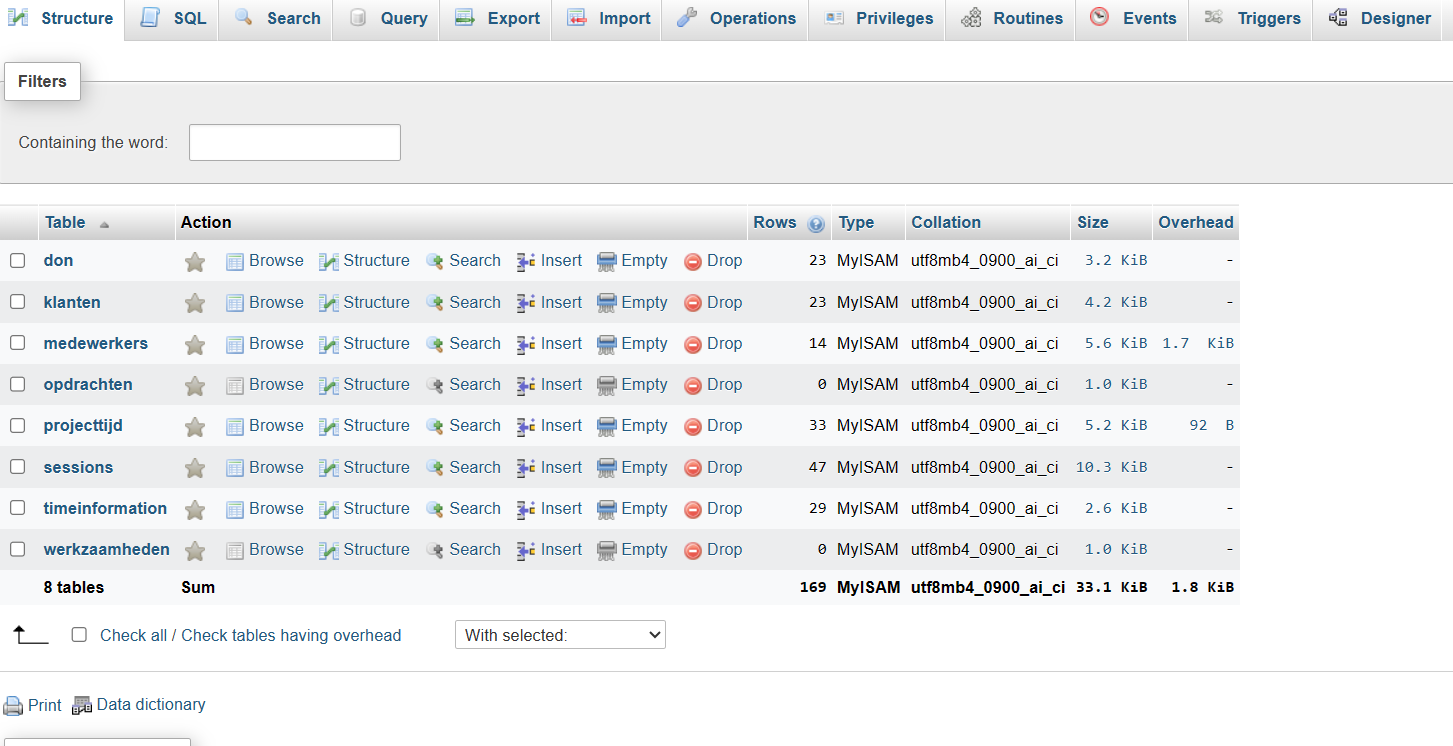 Structure SQL Search Query Export Import Operations Privileges Routines Events Triggers Designer
Filters
Containing the word:
Table Action Rows Type Collation Size Overhead
don Browse Structure Search Insert Empty Drop 23 MyISAM utf8mb4_0900_ai_ci 3.2 KiB -
klanten Browse Structure Search Insert Empty Drop 23 MyISAM utf8mb4_0900_ai_ci 4.2 KiB -
medewerkers Browse Structure Search Insert Empty Drop 14 MyISAM utf8mb4_0900_ai_ci 5.6 KiB 1.7 KiB
opdrachten Browse Structure Search Insert Empty Drop 0 MyISAM utf8mb4_0900_ai_ci 1.0 KiB -
projecttijd Browse Structure Search Insert Empty Drop 33 MyISAM utf8mb4_0900_ai_ci 5.2 KiB 92 B
sessions Browse Structure Search Insert Empty Drop 47 MyISAM utf8mb4_0900_ai_ci 10.3 KiB -
timeinformation Browse Structure Search Insert Empty Drop 29 MyISAM utf8mb4_0900_ai_ci 2.6 KiB -
werkzaamheden Browse Structure Search Insert Empty Drop 0 MyISAM utf8mb4_0900_ai_ci 1.0 KiB -
8 tables Sum 169 MyISAM utf8mb4_0900_ai_ci 33.1 KiB 1.8 KiB
Check all / Check tables having overhead With selected:
Print Data dictionary